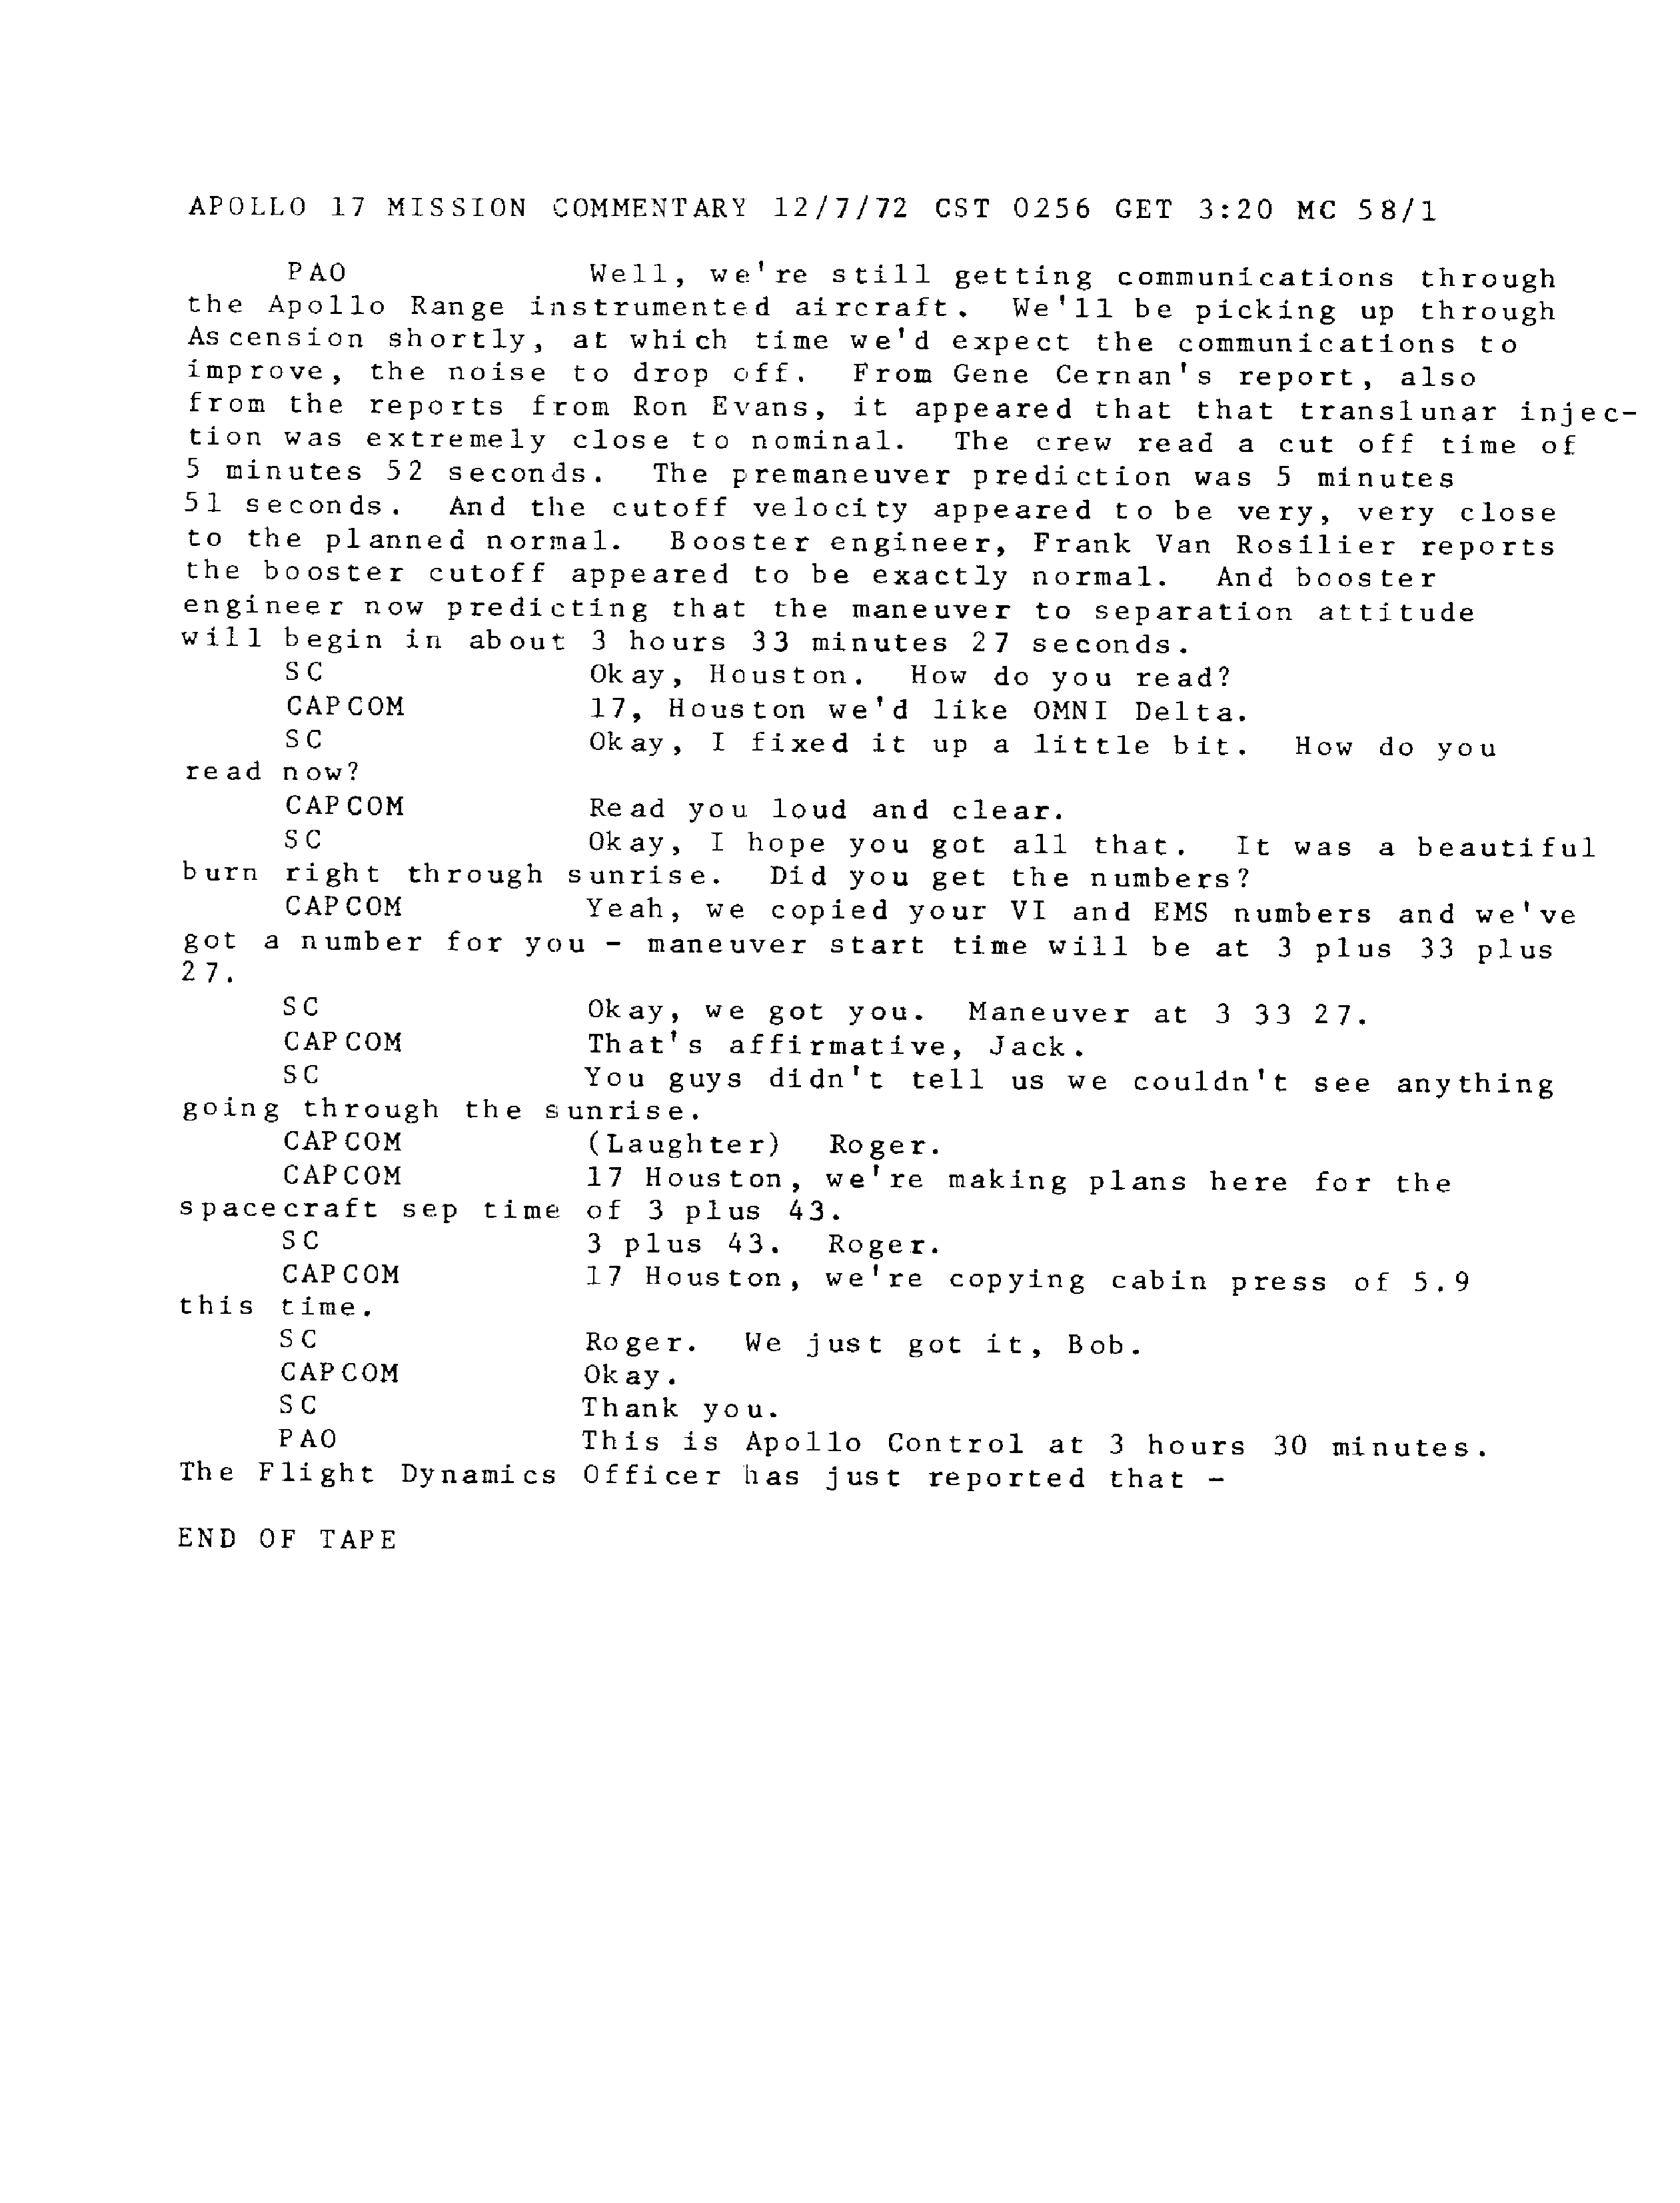 APOLLO 17 MISSION COMMENTARY 12/7/72 CST 0256 GET 3:20 MC 58/1
PAO Well, we're still getting communications through
the Apollo Range instrumented aircraft. We'll be picking up through
Ascension shortly, at which time we'd expect the communications to
improve, the noise to drop off. From Gene Cernan's report, also
from the reports from Ron Evans, it appeared that that translunar injec-
tion was extremely close to nominal. The crew read a cut off time of
5 minutes 52 seconds. The premaneuver prediction was 5 minutes
51 seconds. And the cutoff velocity appeared to be very, very close
to the planned normal. Booster engineer, Frank Van Rosilier reports
the booster cutoff appeared to be exactly normal. And booster
engineer now predicting that the maneuver to separation attitude
will begin in about 3 hours 33 minutes 27 seconds.
SC Okay, Houston. How do you read?
CAPCOM 17, Houston we'd like OMNI Delta.
SC Okay, I fixed it up a little bit. How do you
read now?
CAPCOM Read you loud and clear.
SC Okay, I hope you got all that. It was a beautiful
burn right through sunrise. Did you get the numbers?
CAPCOM Yeah, we copied your VI and EMS numbers and we've
got a number for you - maneuver start time will be at 3 plus 33 plus
27.
SC Okay, we got you. Maneuver at 3 33 27.
CAPCOM That's affirmative, Jack.
SC You guys didn't tell us we couldn't see anything
going through the sunrise.
CAPCOM (Laughter) Roger.
CAPCOM 17 Houston, we're making plans here for the
spacecraft sep time of 3 plus 43.
SC 3 plus 43. Roger.
CAPCOM 17 Houston, we're copying cabin press of 5.9
this time.
SC Roger. We just got it, Bob.
CAPCOM Okay.
SC Thank you.
PAO This is Apollo Control at 3 hours 30 minutes.
The Flight Dynamics Officer has just reported that -
END OF TAPE